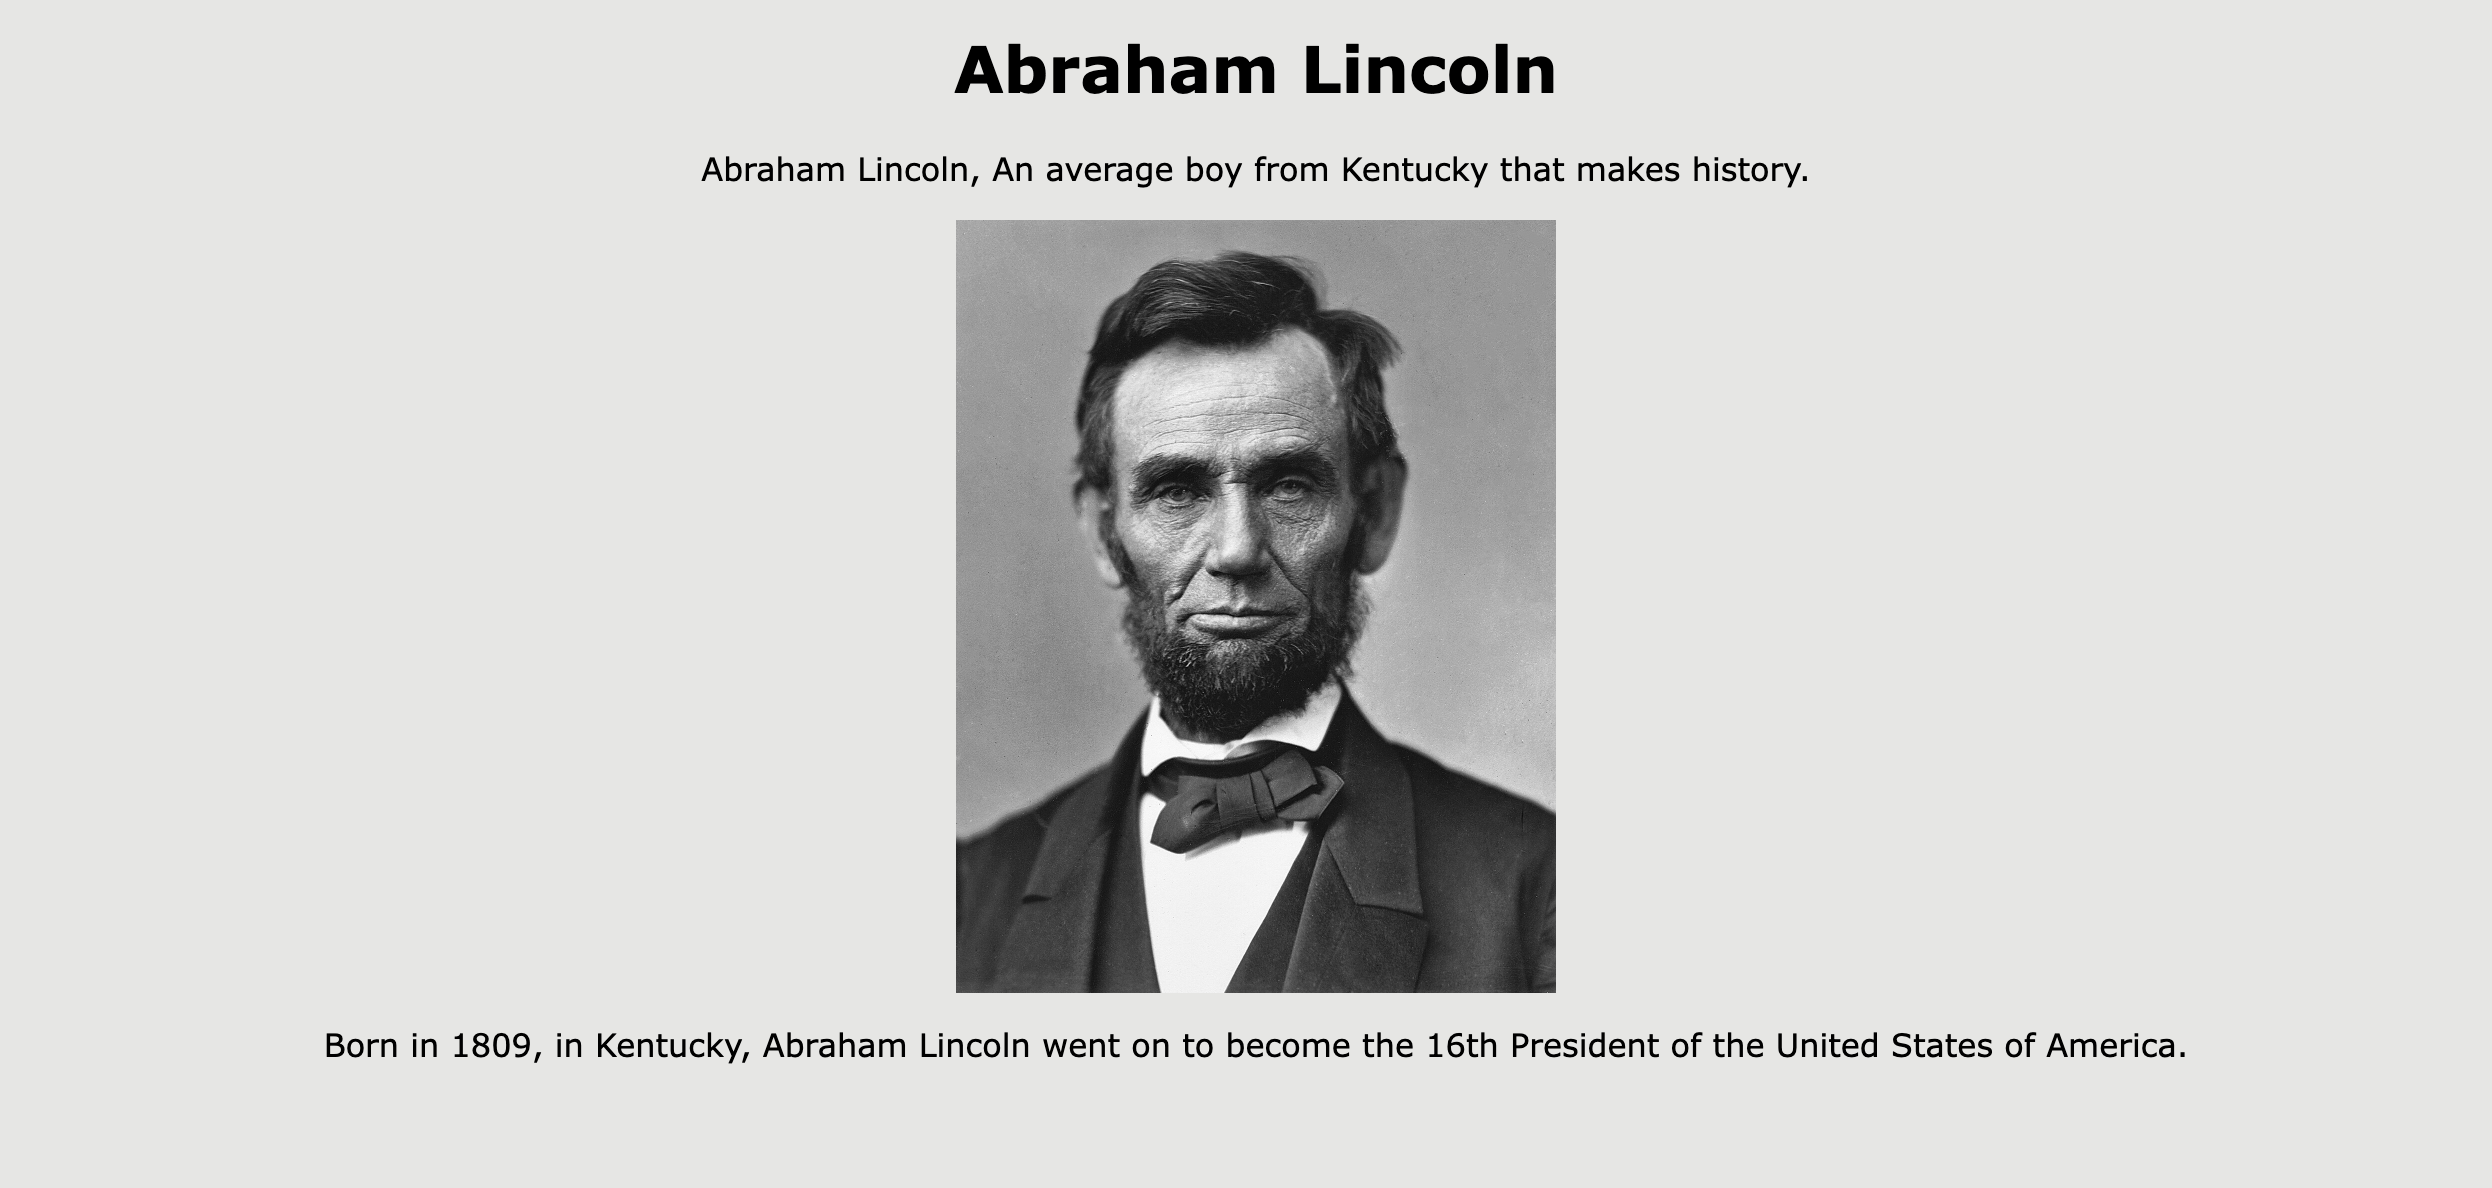 Abraham Lincoln
Abraham Lincoln, An average boy from Kentucky that makes history.
Born in 1809, in Kentucky, Abraham Lincoln went on to become the 16th President of the United States of America.